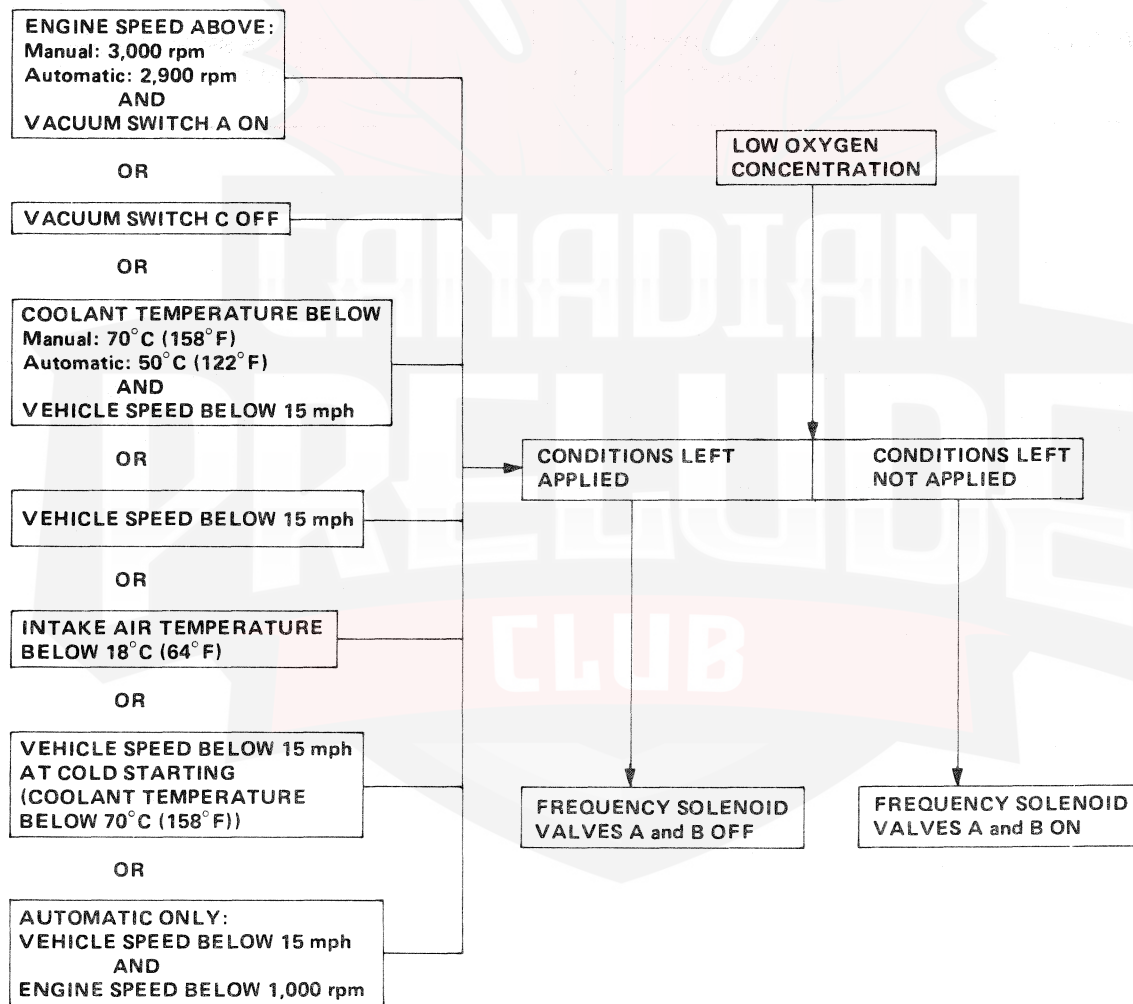 ENGINE SPEED ABOVE:
Manual: 3,000 rpm
Automatic: 2,900 rpm
AND
VACUUM SWITCH A ON
OR
VACUUM SWITCH C OFF
OR
COOLANT TEMPERATURE BELOW
Manual: 70°C (158°F)
Automatic: 50°C (122°F)
AND
VEHICLE SPEED BELOW 15 mph
OR
VEHICLE SPEED BELOW 15 mph
OR
INTAKE AIR TEMPERATURE
BELOW 18°C (64°F)
OR
VEHICLE SPEED BELOW 15 mph
AT COLD STARTING
(COOLANT TEMPERATURE
BELOW 70°C (158°F))
OR
AUTOMATIC ONLY:
VEHICLE SPEED BELOW 15 mph
AND
ENGINE SPEED BELOW 1,000 rpm
LOW OXYGEN
CONCENTRATION
CONDITIONS LEFT
APPLIED
CONDITIONS LEFT
NOT APPLIED
FREQUENCY SOLENOID
VALVES A and B OFF
FREQUENCY SOLENOID
VALVES A and B ON
CANADIAN
PRELUDE
CLUB